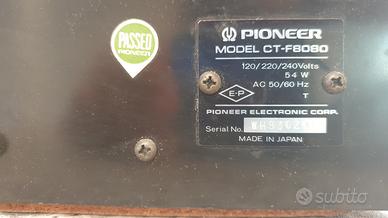 PASSED
PIONEER
PIONEER
MODEL CT-F8080
120/220/240Volts
54 W
AC 50/60 Hz
E-P
T
PIONEER ELECTRONIC CORP.
Serial No.
MADE IN JAPAN
subito